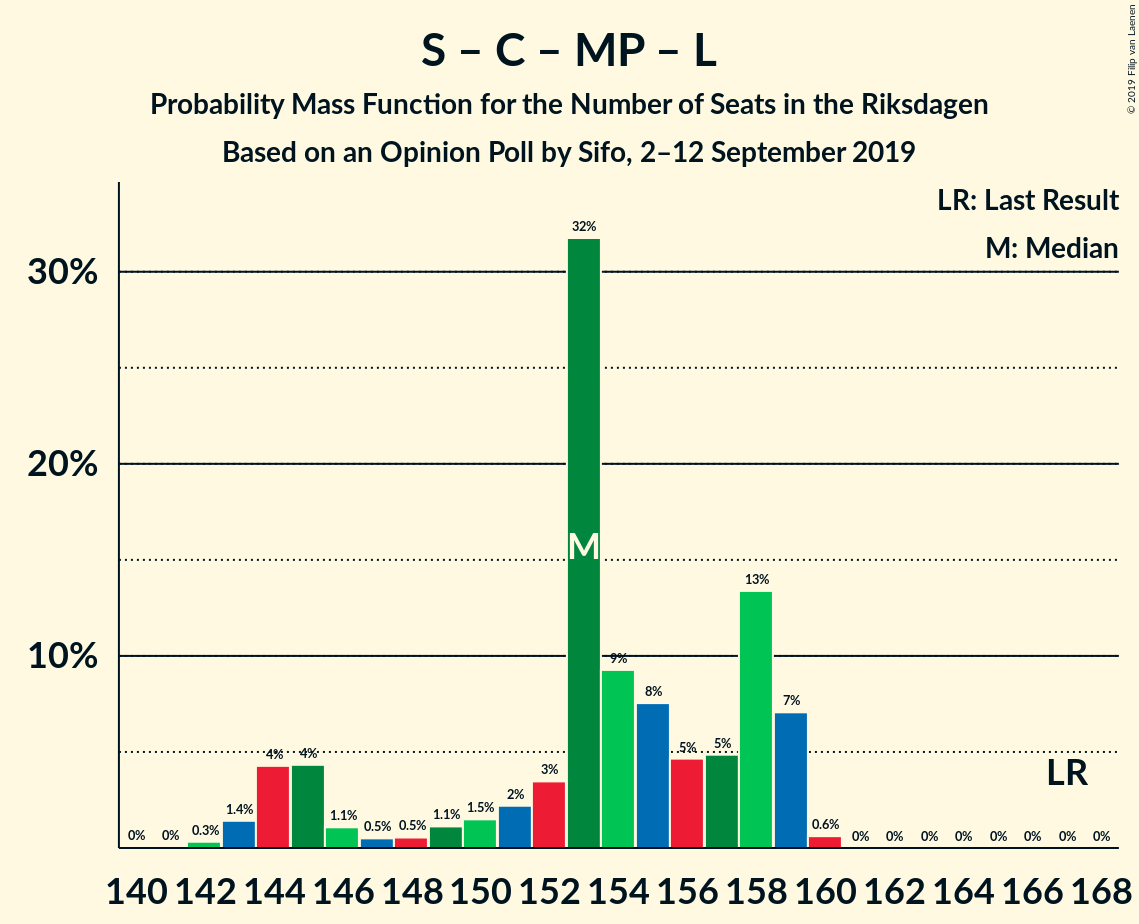 S – C – MP – L
Probability Mass Function for the Number of Seats in the Riksdagen
Based on an Opinion Poll by Sifo, 2–12 September 2019
© 2019 Filip van Laenen
LR: Last Result
M: Median
30%
20%
10%
0% 0% 0.3% 1.4% 4% 4% 1.1% 0.5% 0.5% 1.1% 1.5% 2% 3% 32% 9% 8% 5% 5% 13% 7% 0.6% 0% 0% 0% 0% 0% 0% 0% 0%
M
LR
140 142 144 146 148 150 152 154 156 158 160 162 164 166 168